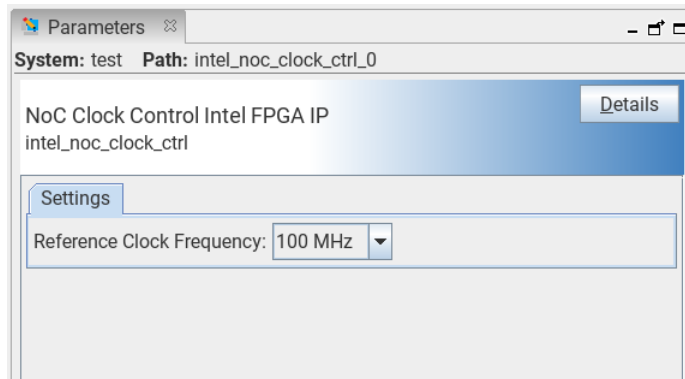 Parameters
System: test Path: intel_noc_clock_ctrl_0
NoC Clock Control Intel FPGA IP
intel_noc_clock_ctrl
Details
Settings
Reference Clock Frequency: 100 MHz